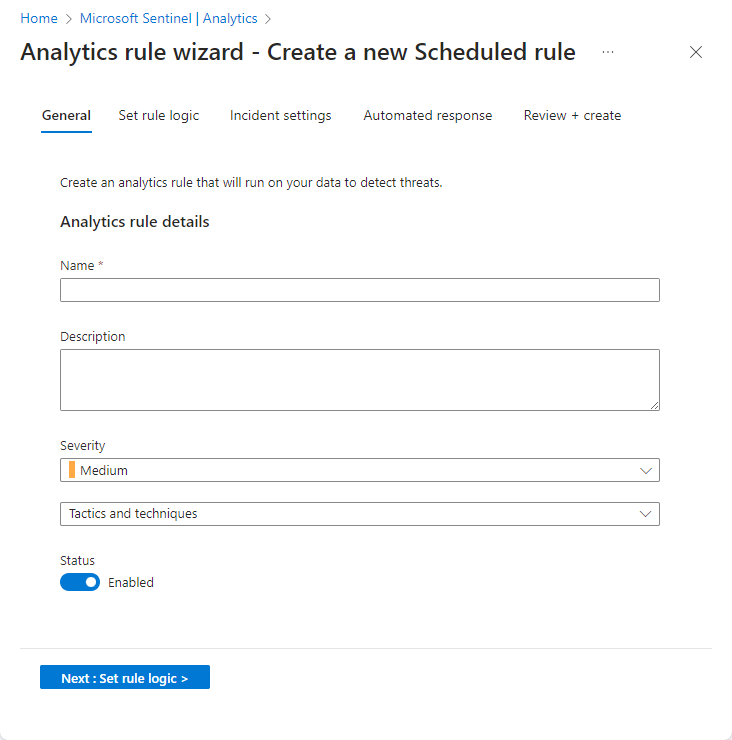 Home > Microsoft Sentinel | Analytics >
Analytics rule wizard - Create a new Scheduled rule ...
General Set rule logic Incident settings Automated response Review + create
Create an analytics rule that will run on your data to detect threats.
Analytics rule details
Name *
Description
Severity
Medium
Tactics and techniques
Status
Enabled
Next : Set rule logic >